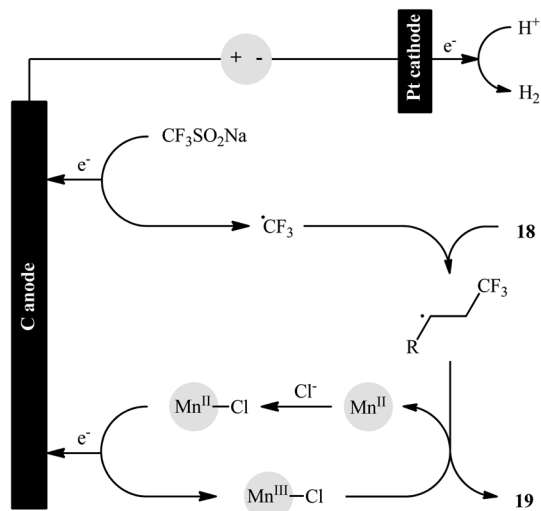 + -
Pt cathode
e⁻
H⁺
H₂
C anode
CF₃SO₂Na
e⁻
·CF₃
18
CF₃
R
Cl⁻
Mnᴵᴵ—Cl
Mnᴵᴵ
e⁻
Mnᴵᴵᴵ—Cl
19